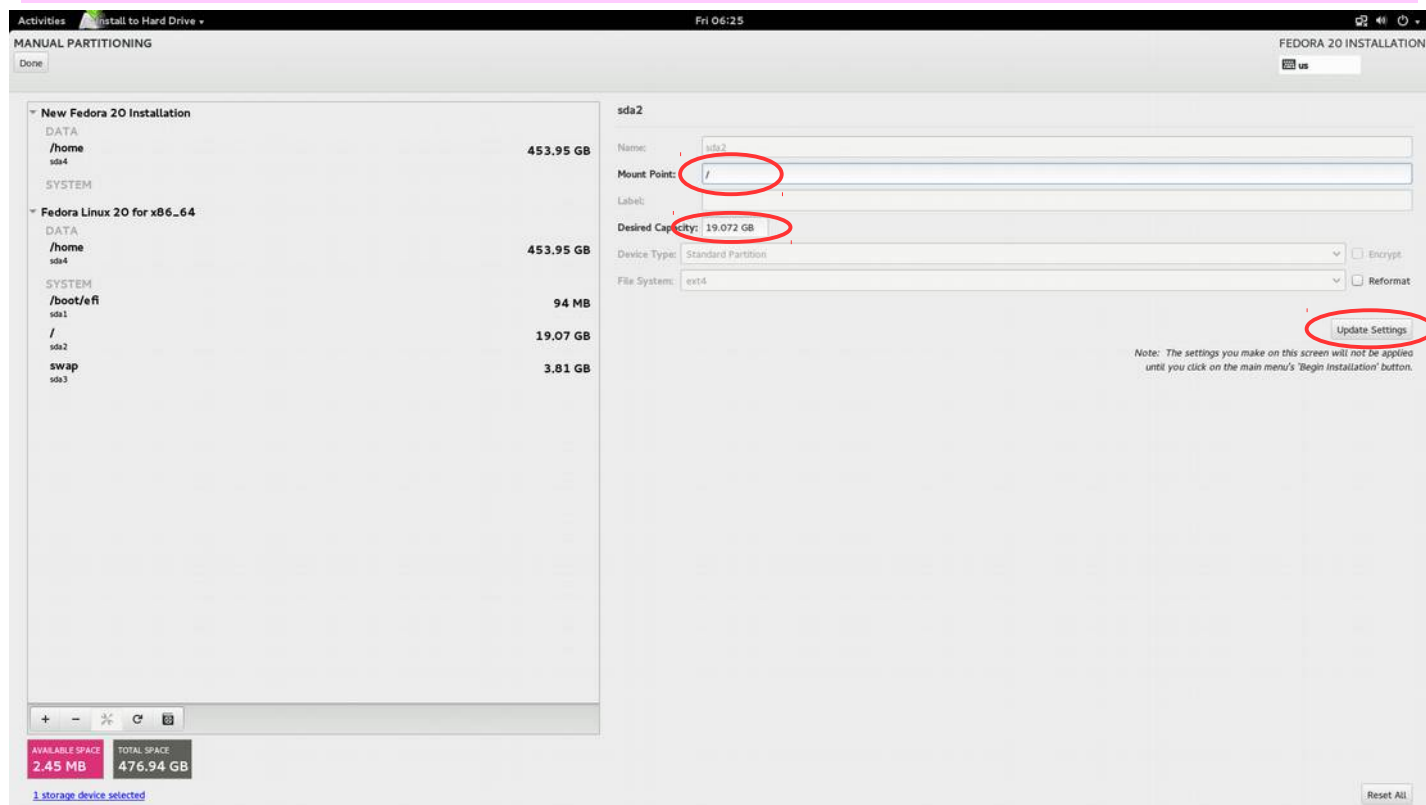 Activities Install to Hard Drive Fri 06:25
MANUAL PARTITIONING FEDORA 20 INSTALLATION
Done us
New Fedora 20 Installation
DATA
/home 453.95 GB
sda4
SYSTEM
Fedora Linux 20 for x86_64
DATA
/home 453.95 GB
sda4
SYSTEM
/boot/efi 94 MB
sda1
/ 19.07 GB
sda2
swap 3.81 GB
sda3
sda2
Name: sda2
Mount Point: /
Label:
Desired Capacity: 19.072 GB
Device Type: Standard Partition Encrypt
File System: ext4 Reformat
Update Settings
Note: The settings you make on this screen will not be applied
until you click on the main menu's 'Begin Installation' button.
+ -
AVAILABLE SPACE TOTAL SPACE
2.45 MB 476.94 GB
1 storage device selected
Reset All